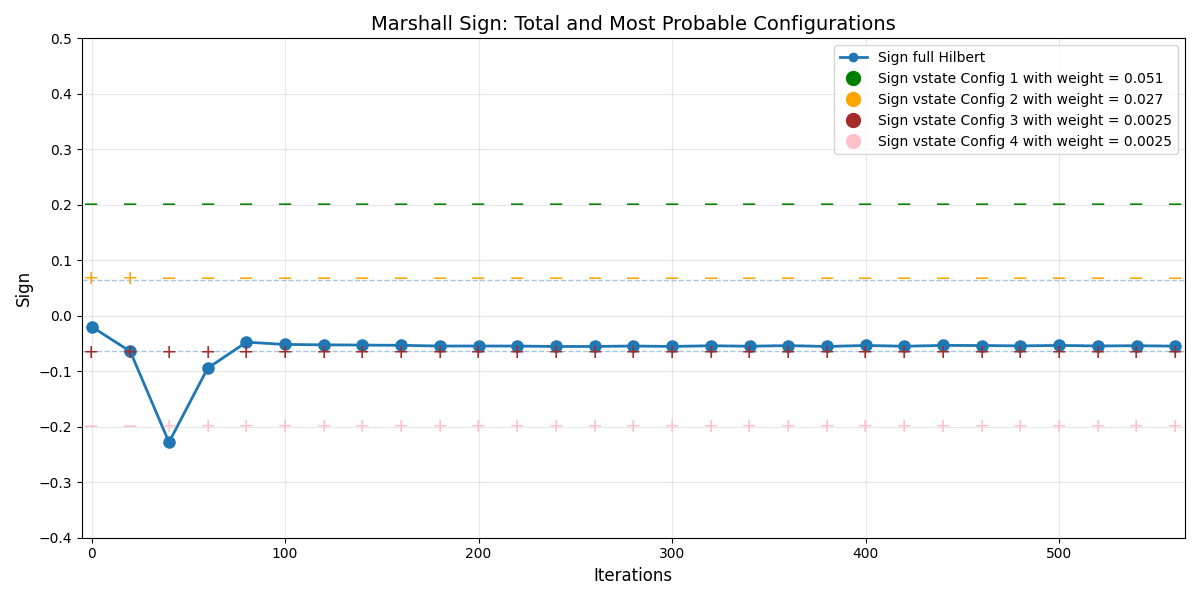 Marshall Sign: Total and Most Probable Configurations
Sign full Hilbert
Sign vstate Config 1 with weight = 0.051
Sign vstate Config 2 with weight = 0.027
Sign vstate Config 3 with weight = 0.0025
Sign vstate Config 4 with weight = 0.0025
Sign
0.5
0.4
0.3
0.2
0.1
0.0
−0.1
−0.2
−0.3
−0.4
0 100 200 300 400 500
Iterations